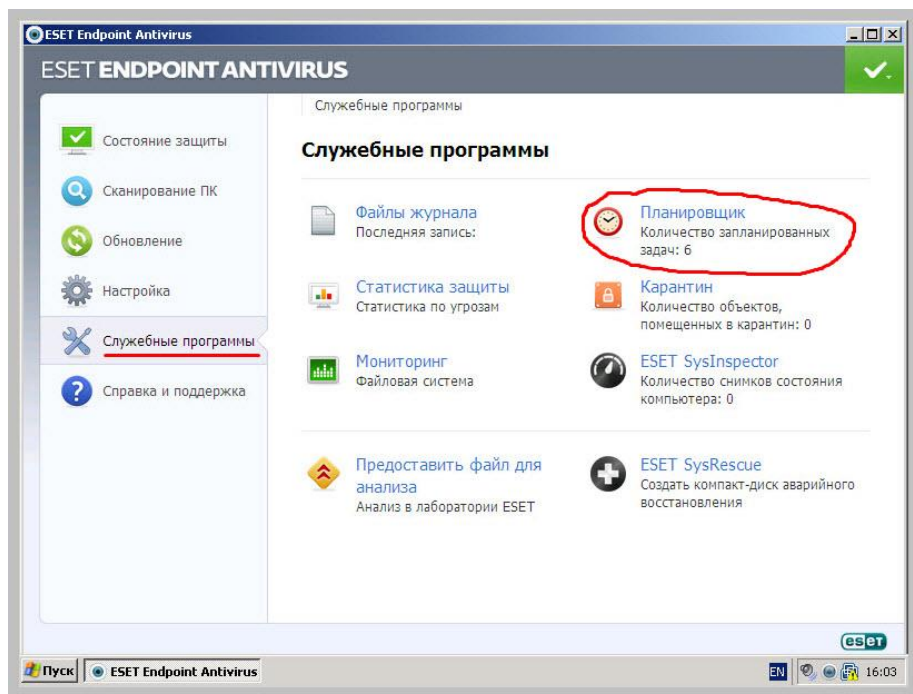 ESET Endpoint Antivirus
ESET ENDPOINT ANTIVIRUS
Служебные программы
Состояние защиты
Сканирование ПК
Обновление
Настройка
Служебные программы
Справка и поддержка
Служебные программы
Файлы журнала
Последняя запись:
Планировщик
Количество запланированных
задач: 6
Статистика защиты
Статистика по угрозам
Карантин
Количество объектов,
помещенных в карантин: 0
Мониторинг
Файловая система
ESET SysInspector
Количество снимков состояния
компьютера: 0
Предоставить файл для
анализа
Анализ в лаборатории ESET
ESET SysRescue
Создать компакт-диск аварийного
восстановления
eset
Пуск
ESET Endpoint Antivirus
EN
16:03